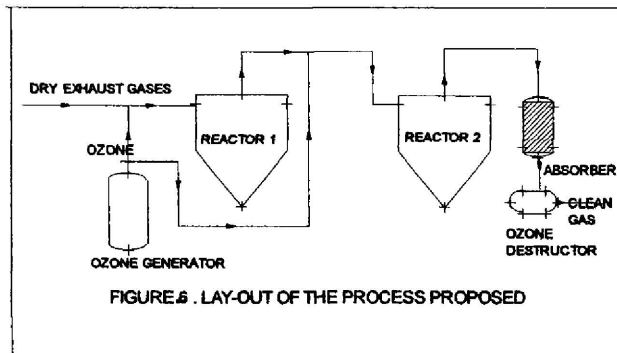 DRY EXHAUST GASES
REACTOR 1
REACTOR 2
OZONE
ABSORBER
CLEAN
GAS
OZONE
DESTRUCTOR
OZONE GENERATOR
FIGURE.6 . LAY-OUT OF THE PROCESS PROPOSED